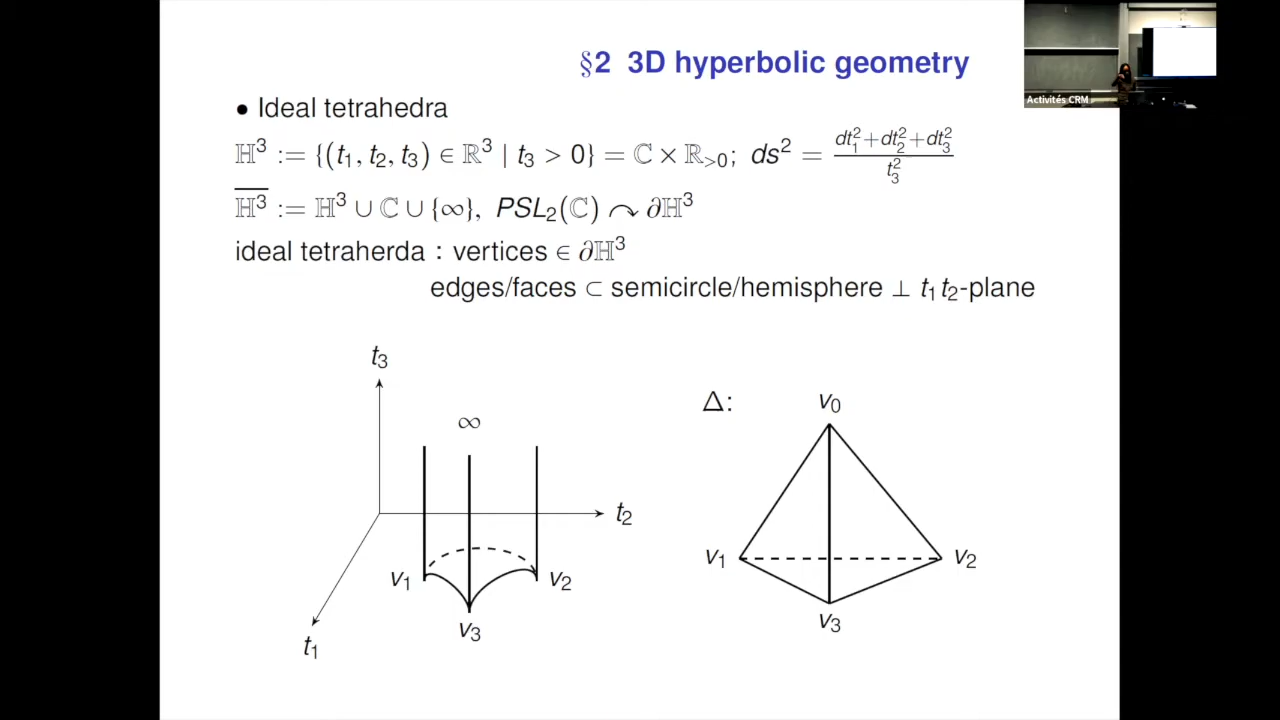 §2 3D hyperbolic geometry
Activités CRM
• Ideal tetrahedra
ℍ³ := {(t₁, t₂, t₃) ∈ ℝ³ | t₃ > 0} = ℂ × ℝ>0; ds² = (dt₁²+dt₂²+dt₃²)/t₃²
ℍ³‾ := ℍ³ ∪ ℂ ∪ {∞}, PSL₂(ℂ) ↷ ∂ℍ³
ideal tetraherda : vertices ∈ ∂ℍ³
edges/faces ⊂ semicircle/hemisphere ⊥ t₁t₂-plane
t₃
∞
t₂
v₁
v₂
v₃
t₁
Δ:
v₀
v₁
v₂
v₃